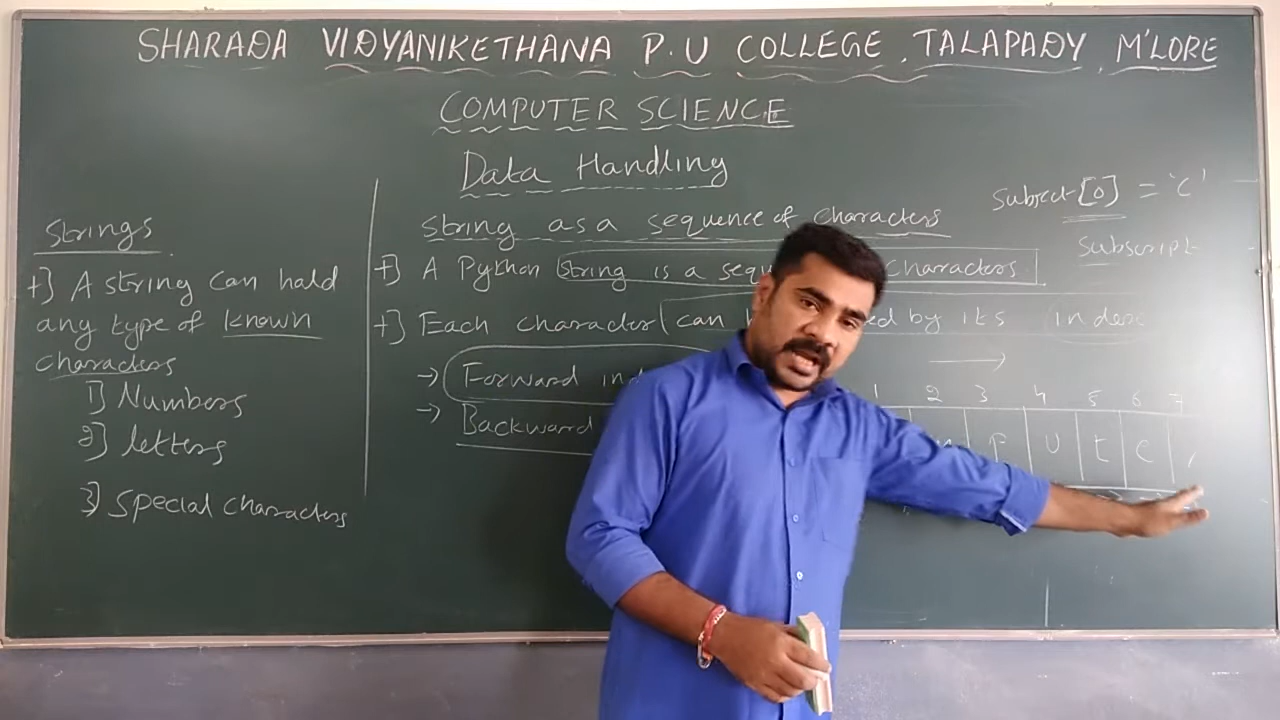 SHARADA VIDYANIKETHANA P.U COLLEGE, TALAPADY, M'LORE
COMPUTER SCIENCE
Data Handling
Strings
+] A string can hold
any type of known
characters
1] Numbers
2] letters
3] Special characters
String as a sequence of characters
+] A Python string is a characters.
+] Each character can by its index
→ Forward
→ Backward
Subject[0] = 'C'
Subscript
1 2 3 4 5 6 7
U t C